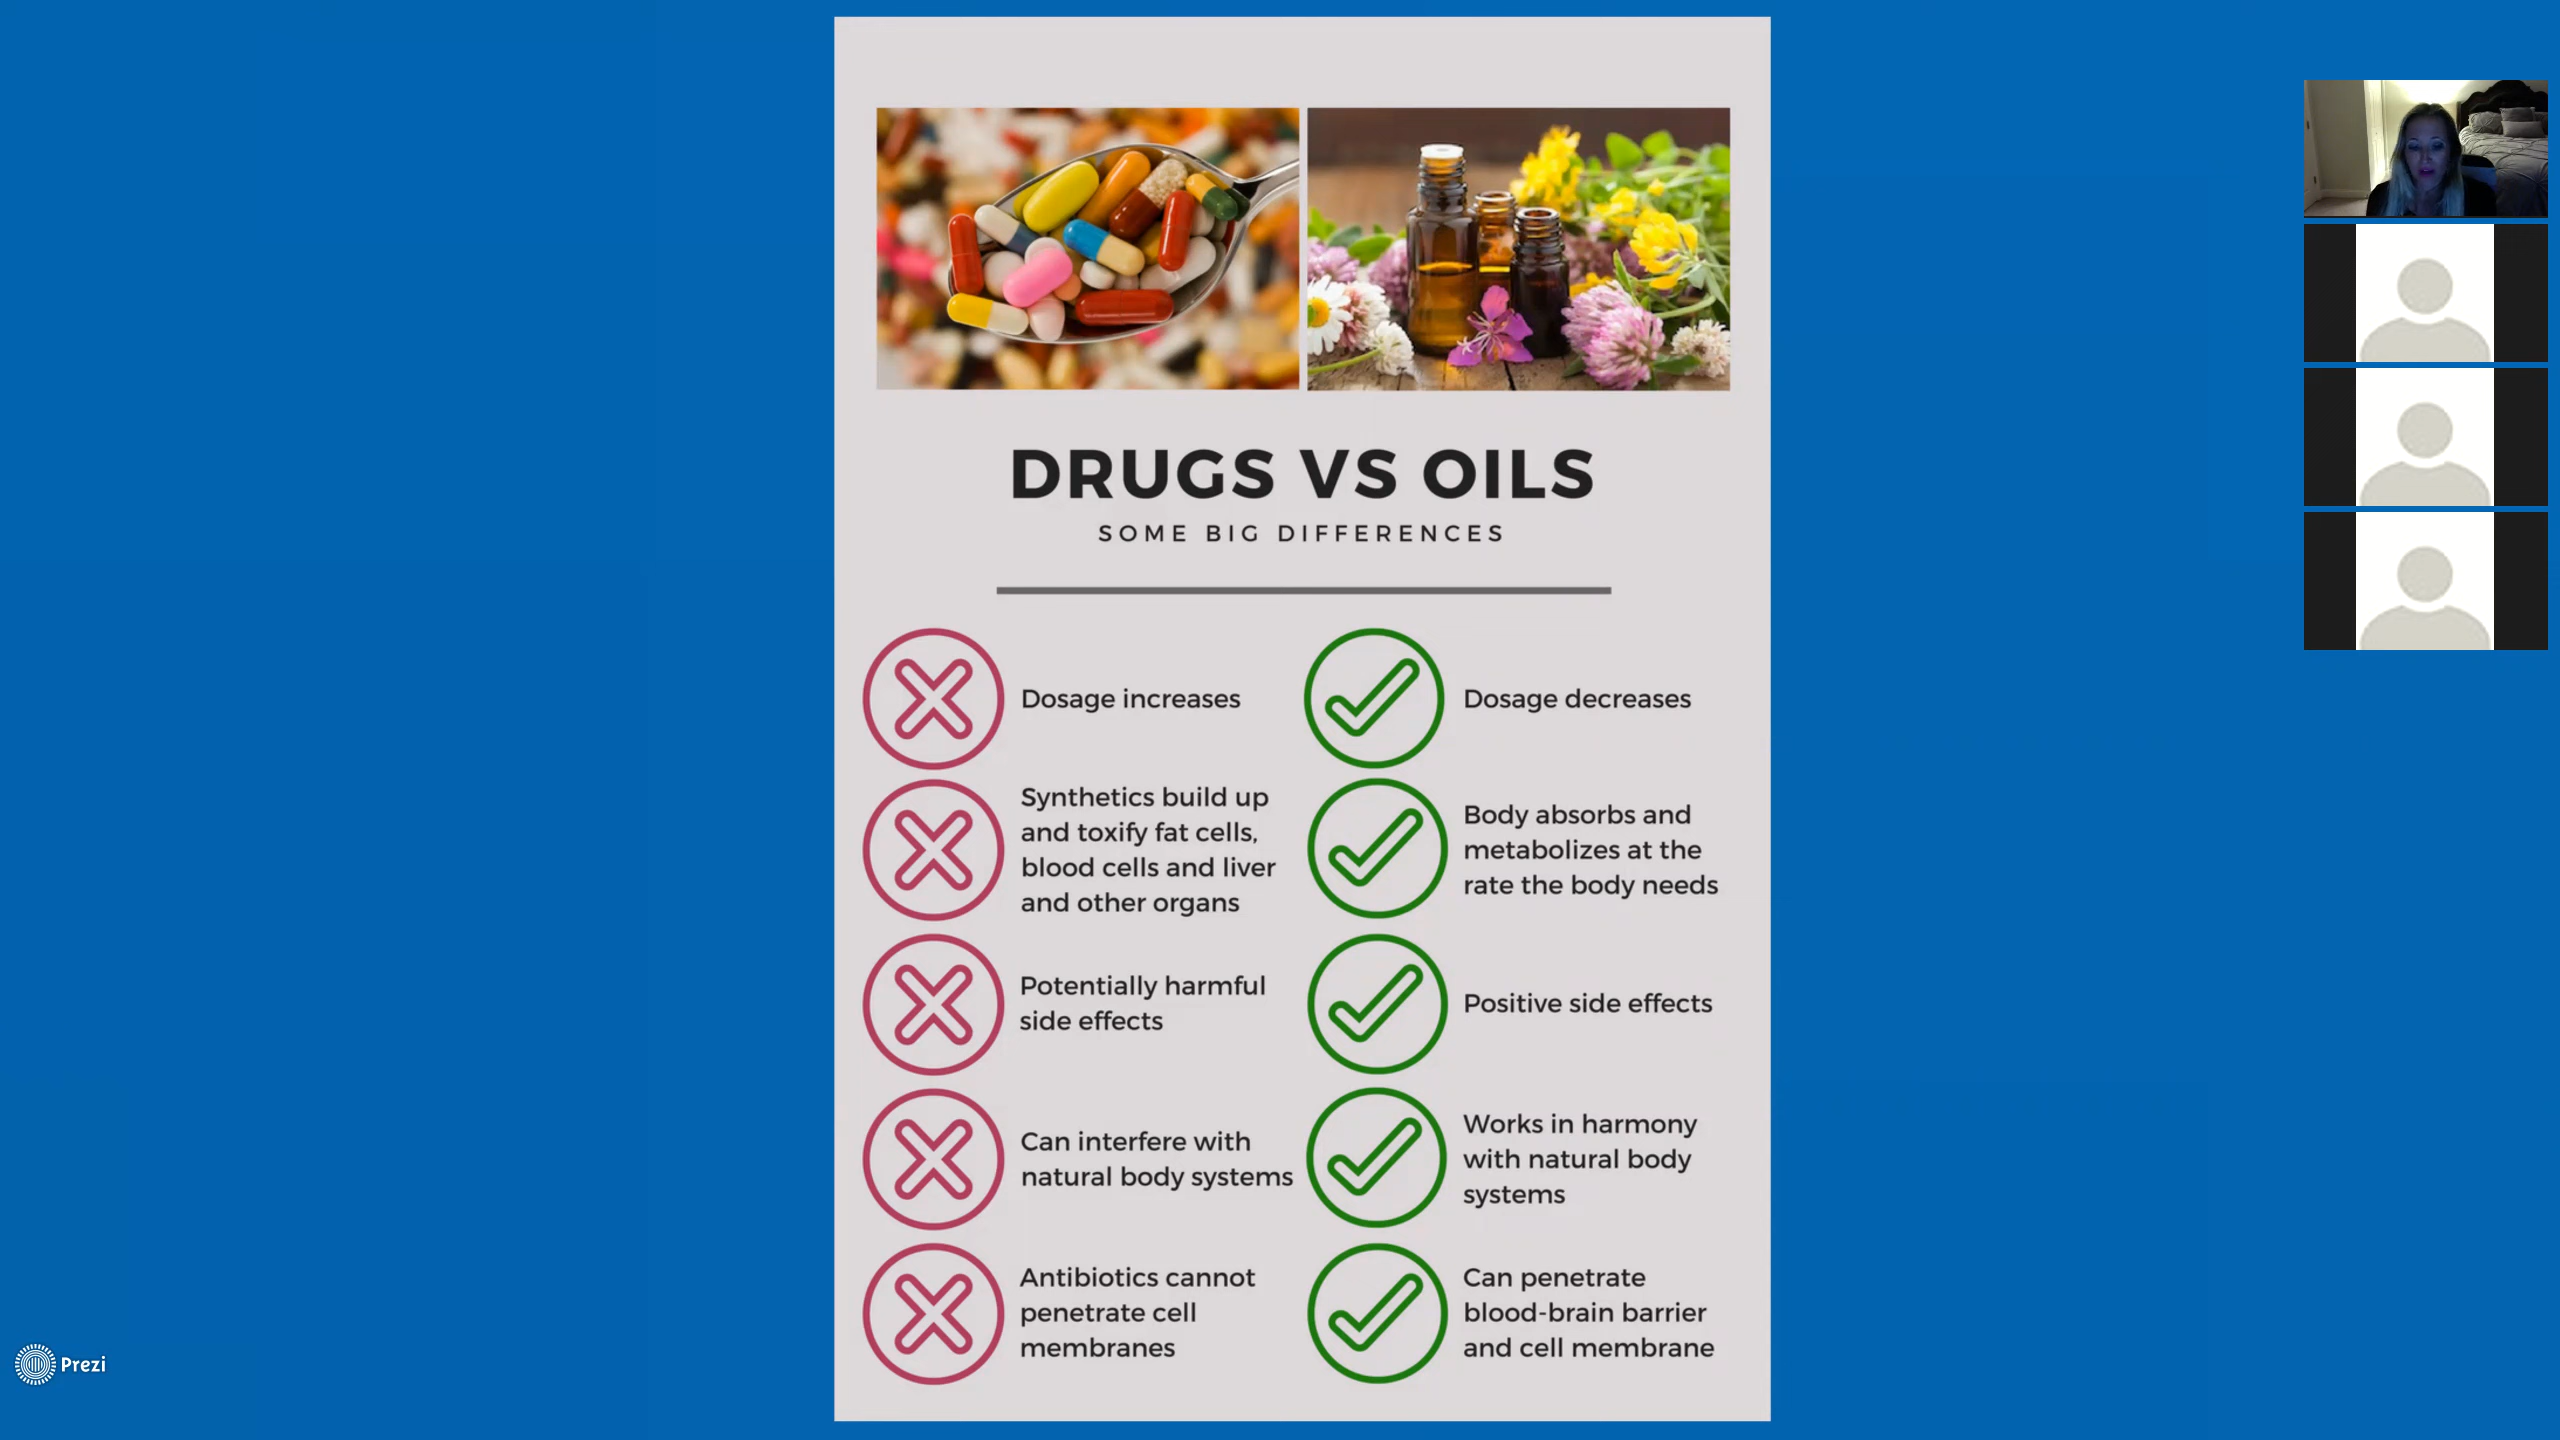 DRUGS VS OILS
SOME BIG DIFFERENCES
Dosage increases
Dosage decreases
Synthetics build up
and toxify fat cells,
blood cells and liver
and other organs
Body absorbs and
metabolizes at the
rate the body needs
Potentially harmful
side effects
Positive side effects
Can interfere with
natural body systems
Works in harmony
with natural body
systems
Antibiotics cannot
penetrate cell
membranes
Can penetrate
blood-brain barrier
and cell membrane
Prezi